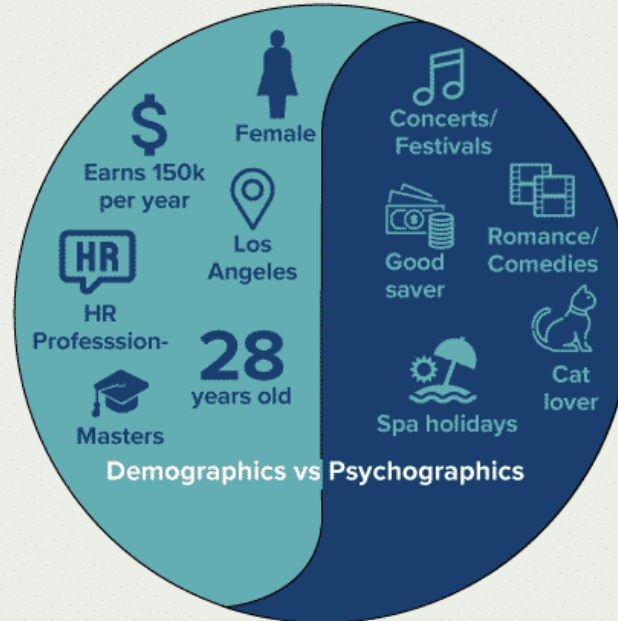 Female
$
Earns 150k
per year
Los
Angeles
HR
HR
Professsion-
28
years old
Masters
Concerts/
Festivals
$
Good
saver
Romance/
Comedies
Cat
lover
Spa holidays
Demographics vs Psychographics